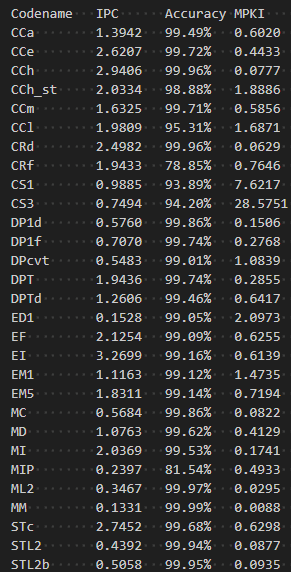 Codename IPC Accuracy MPKI
CCa 1.3942 99.49% 0.6020
CCe 2.6207 99.72% 0.4433
CCh 2.9406 99.96% 0.0777
CCh_st 2.0334 98.88% 1.8886
CCm 1.6325 99.71% 0.5856
CCl 1.9809 95.31% 1.6871
CRd 2.4982 99.96% 0.0629
CRf 1.9433 78.85% 0.7646
CS1 0.9885 93.89% 7.6217
CS3 0.7494 94.20% 28.5751
DP1d 0.5760 99.86% 0.1506
DP1f 0.7070 99.74% 0.2768
DPcvt 0.5483 99.01% 1.0839
DPT 1.9436 99.74% 0.2855
DPTd 1.2606 99.46% 0.6417
ED1 0.1528 99.05% 2.0973
EF 2.1254 99.09% 0.6255
EI 3.2699 99.16% 0.6139
EM1 1.1163 99.12% 1.4735
EM5 1.8311 99.14% 0.7194
MC 0.5684 99.86% 0.0822
MD 1.0763 99.62% 0.4129
MI 2.0369 99.53% 0.1741
MIP 0.2397 81.54% 0.4933
ML2 0.3467 99.97% 0.0295
MM 0.1331 99.99% 0.0088
STc 2.7452 99.68% 0.6298
STL2 0.4392 99.94% 0.0877
STL2b 0.5058 99.95% 0.0935